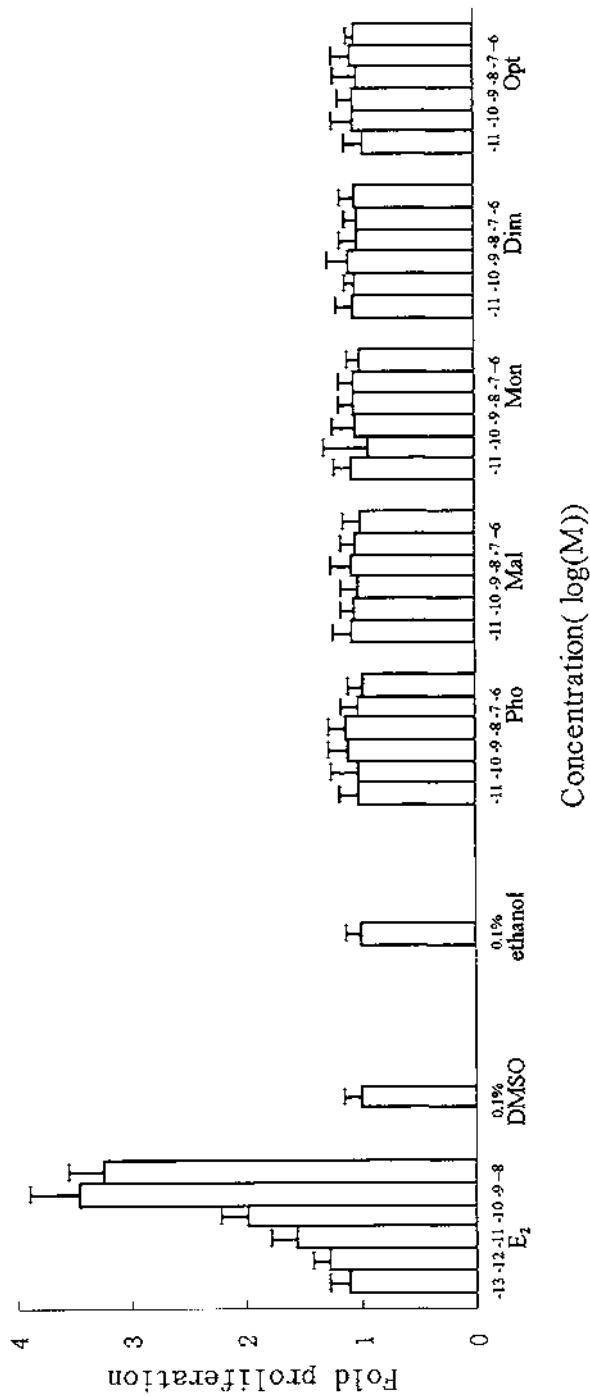 Fold proliferation
4
3
2
1
0
-13 -12 -11 -10 -9 -8
E₂
0.1%
DMSO
0.1%
ethanol
-11 -10 -9 -8 -7 -6
Pho
-11 -10 -9 -8 -7 -6
Mal
-11 -10 -9 -8 -7 -6
Mon
-11 -10 -9 -8 -7 -6
Dim
-11 -10 -9 -8 -7 -6
Opt
Concentration( log(M))